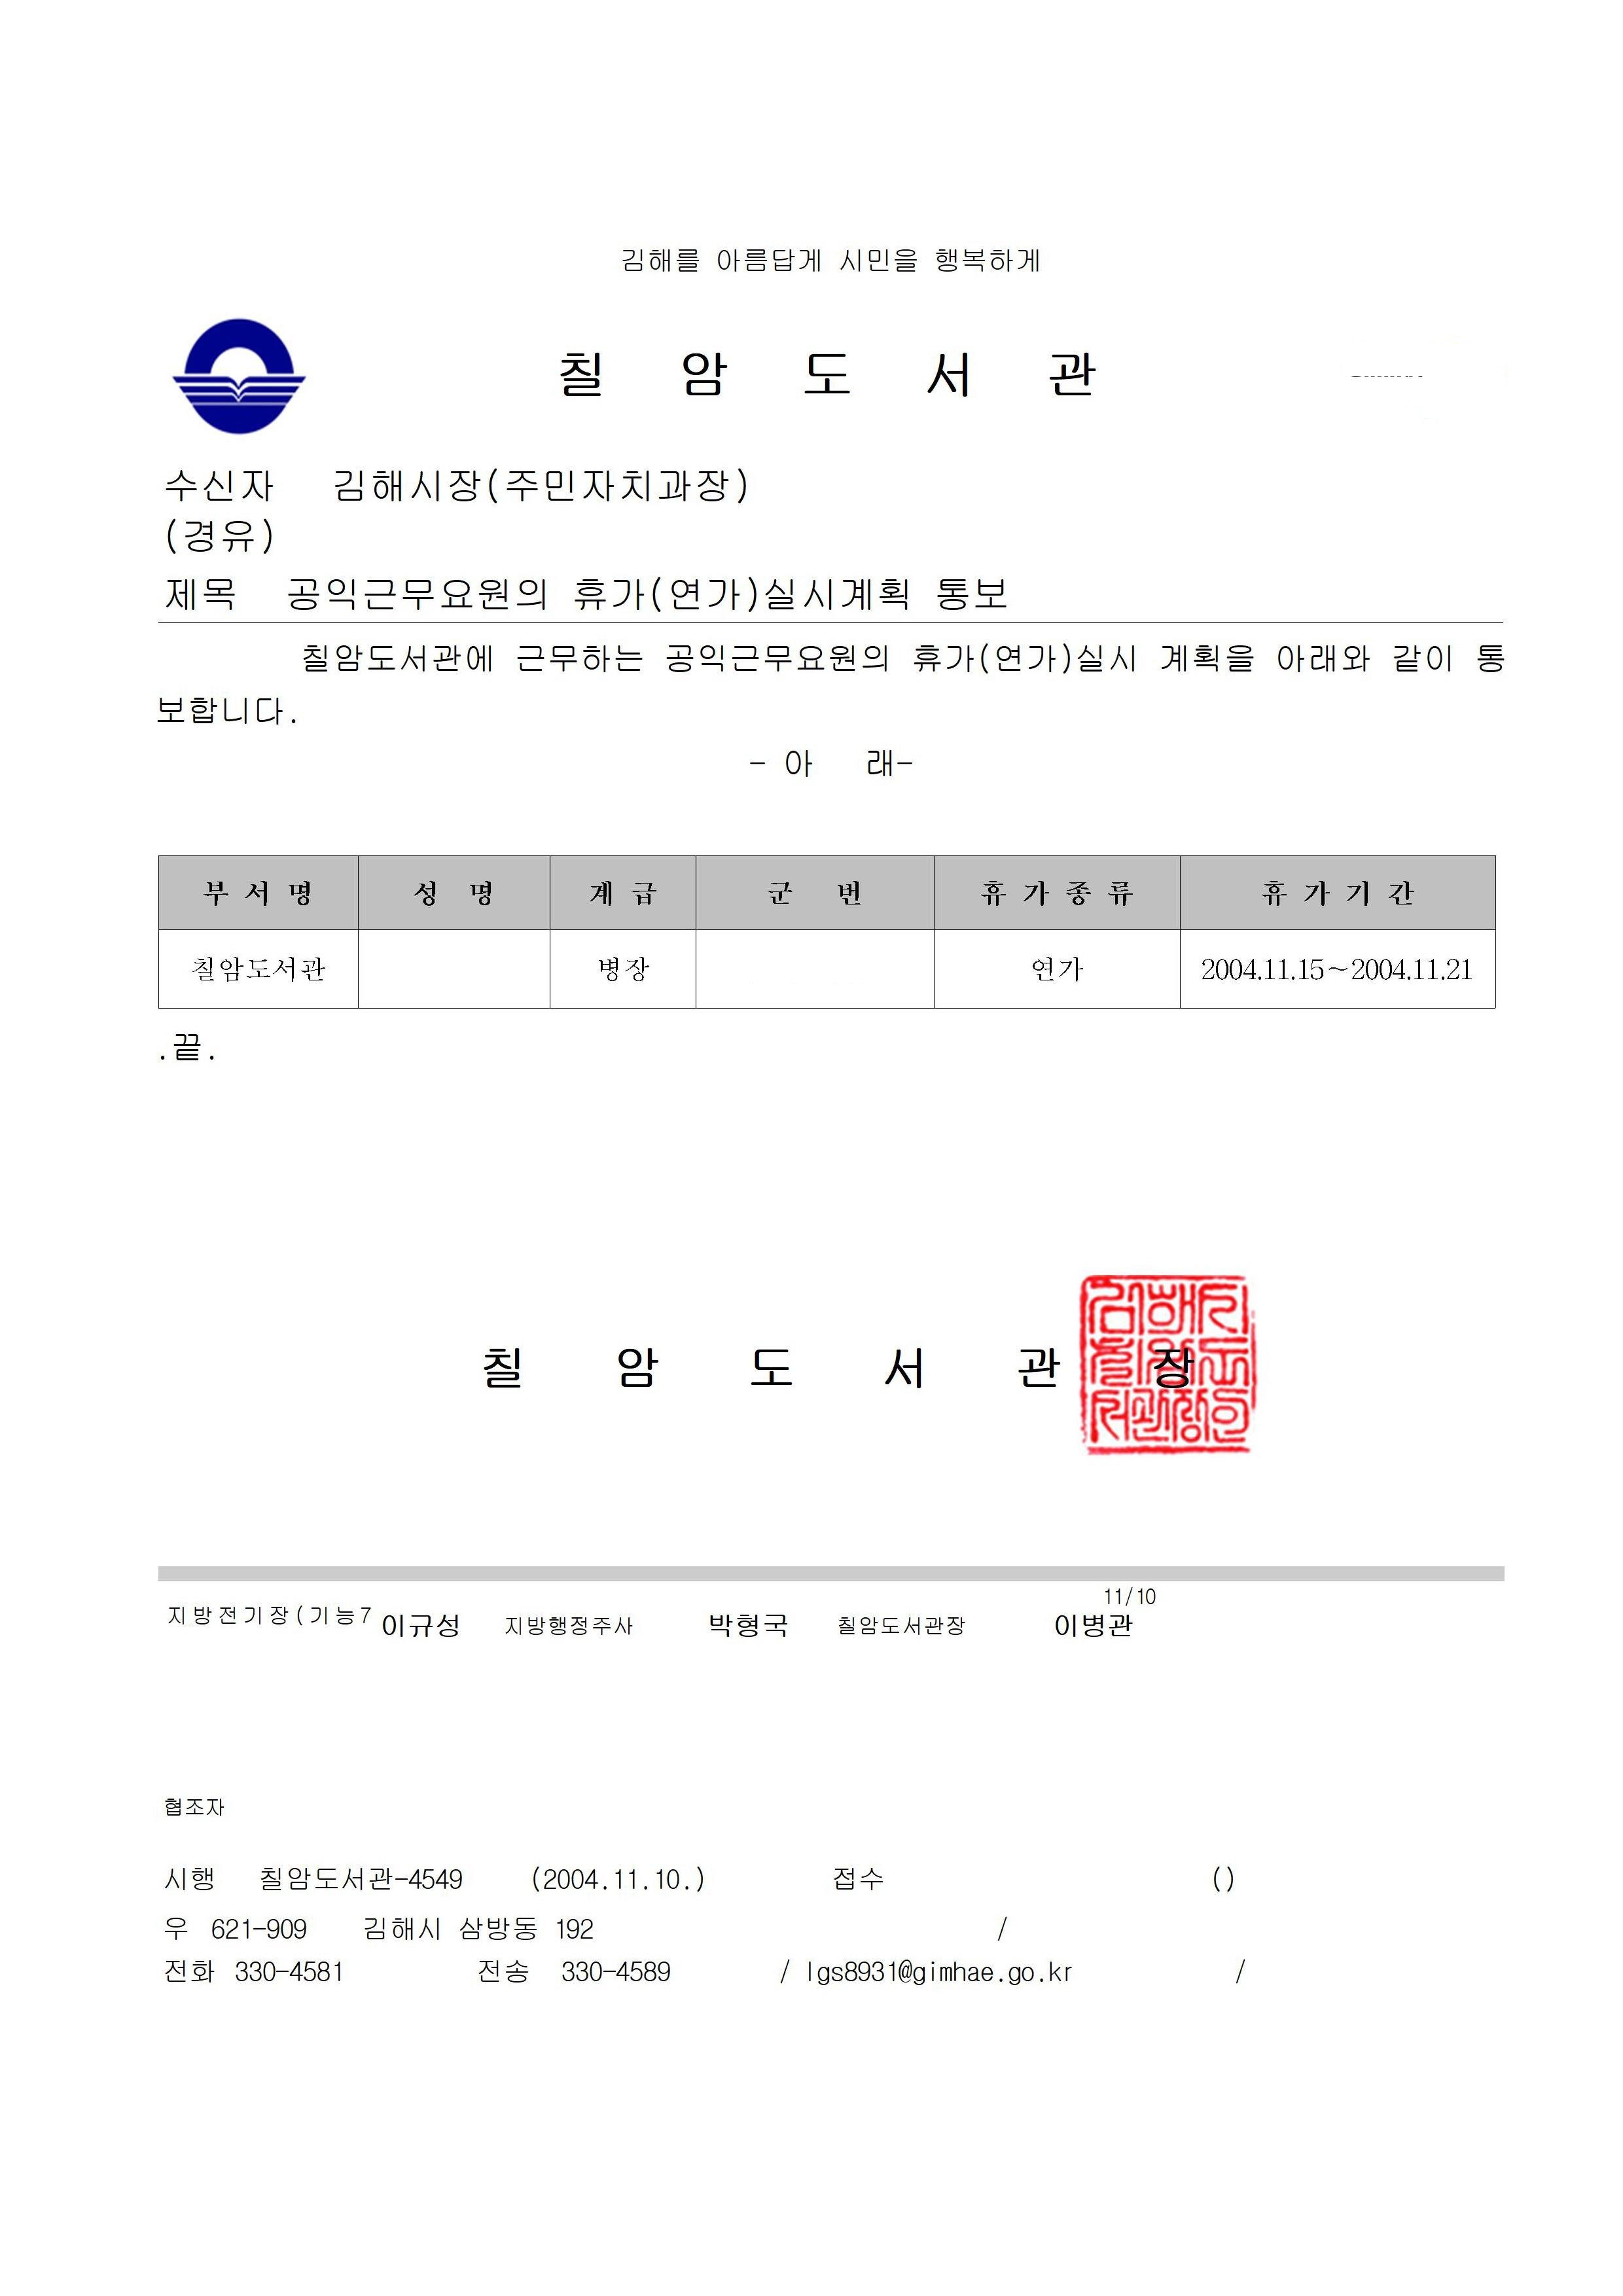 김해를 아름답게 시민을 행복하게
칠 암 도 서 관
수신자 김해시장(주민자치과장)
(경유)
제목 공익근무요원의 휴가(연가)실시계획 통보
칠암도서관에 근무하는 공익근무요원의 휴가(연가)실시 계획을 아래와 같이 통
보합니다.
- 아 래-
부 서 명 성 명 계 급 군 번 휴 가 종 류 휴 가 기 간
칠암도서관 병장 연가 2004.11.15~2004.11.21
.끝.
칠 암 도 서 관 장
11/10
지방전기장(기능7 이규성 지방행정주사 박형국 칠암도서관장 이병관
협조자
시행 칠암도서관-4549 (2004.11.10.) 접수 ()
우 621-909 김해시 삼방동 192 /
전화 330-4581 전송 330-4589 / lgs8931@gimhae.go.kr /